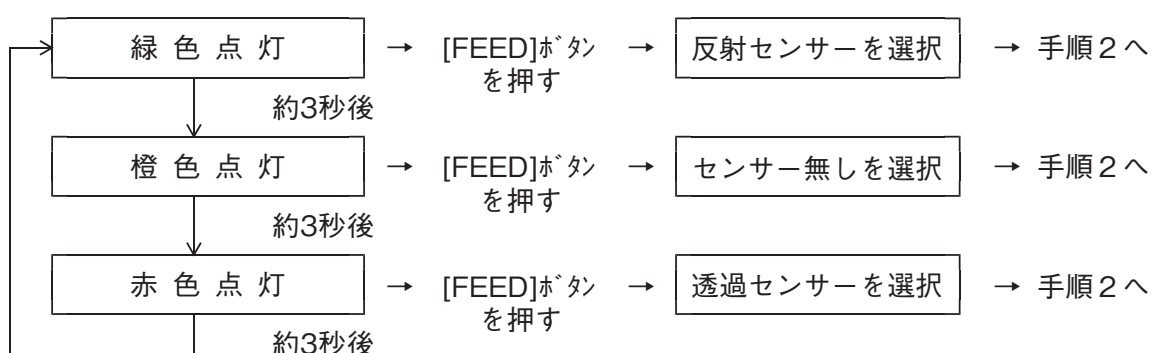 緑色点灯 → [FEED]ﾎﾞﾀﾝ → 反射センサーを選択 → 手順2へ
を押す
約3秒後
橙色点灯 → [FEED]ﾎﾞﾀﾝ → センサー無しを選択 → 手順2へ
を押す
約3秒後
赤色点灯 → [FEED]ﾎﾞﾀﾝ → 透過センサーを選択 → 手順2へ
を押す
約3秒後